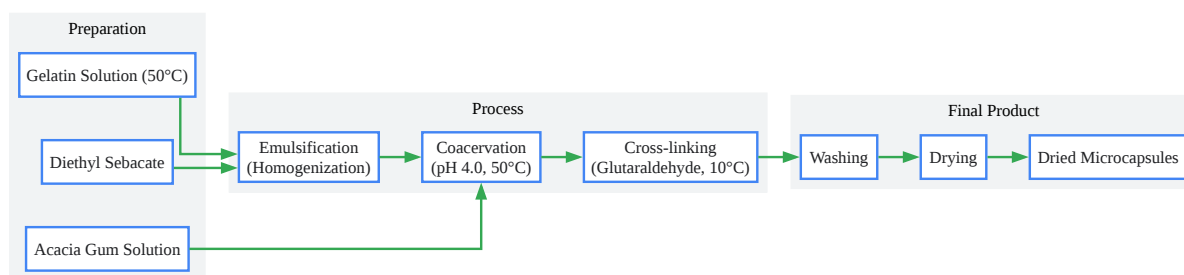 Preparation
Gelatin Solution (50°C)
Diethyl Sebacate
Acacia Gum Solution
Process
Emulsification
(Homogenization)
Coacervation
(pH 4.0, 50°C)
Cross-linking
(Glutaraldehyde, 10°C)
Final Product
Washing
Drying
Dried Microcapsules